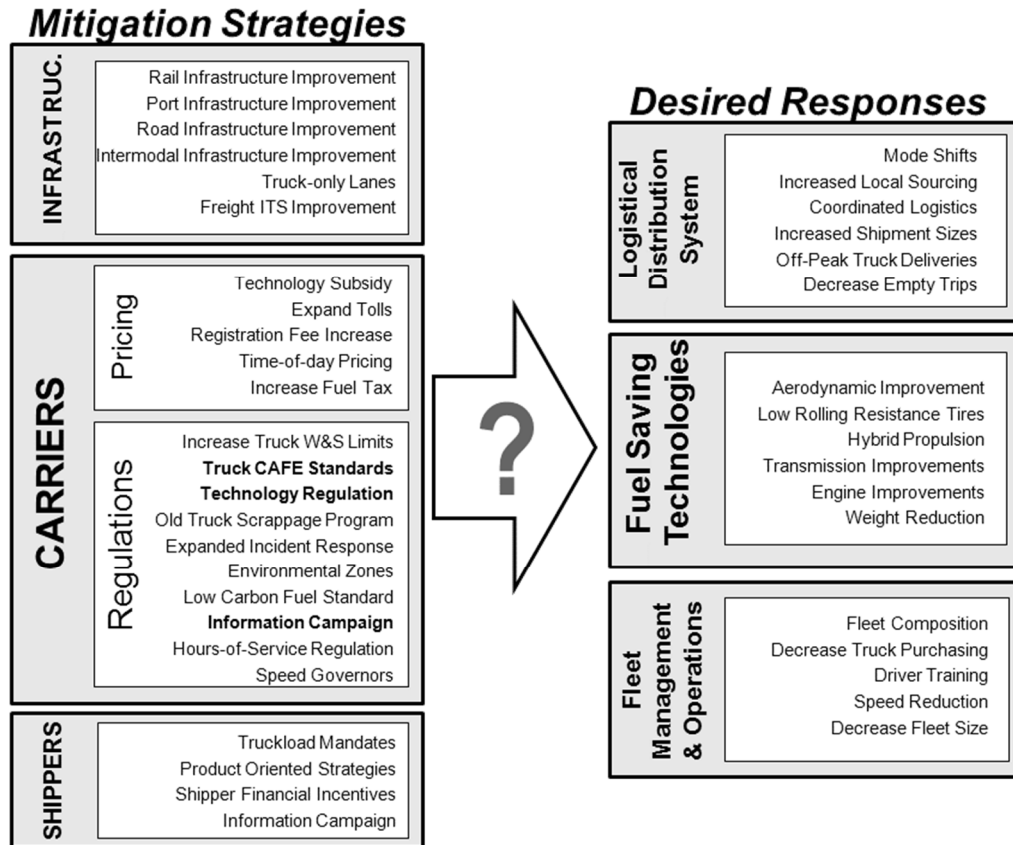 Mitigation Strategies
INFRASTRUC.
Rail Infrastructure Improvement
Port Infrastructure Improvement
Road Infrastructure Improvement
Intermodal Infrastructure Improvement
Truck-only Lanes
Freight ITS Improvement
CARRIERS
Pricing
Technology Subsidy
Expand Tolls
Registration Fee Increase
Time-of-day Pricing
Increase Fuel Tax
Regulations
Increase Truck W&S Limits
Truck CAFE Standards
Technology Regulation
Old Truck Scrappage Program
Expanded Incident Response
Environmental Zones
Low Carbon Fuel Standard
Information Campaign
Hours-of-Service Regulation
Speed Governors
SHIPPERS
Truckload Mandates
Product Oriented Strategies
Shipper Financial Incentives
Information Campaign
?
Desired Responses
Logistical
Distribution
System
Mode Shifts
Increased Local Sourcing
Coordinated Logistics
Increased Shipment Sizes
Off-Peak Truck Deliveries
Decrease Empty Trips
Fuel Saving
Technologies
Aerodynamic Improvement
Low Rolling Resistance Tires
Hybrid Propulsion
Transmission Improvements
Engine Improvements
Weight Reduction
Fleet
Management
& Operations
Fleet Composition
Decrease Truck Purchasing
Driver Training
Speed Reduction
Decrease Fleet Size